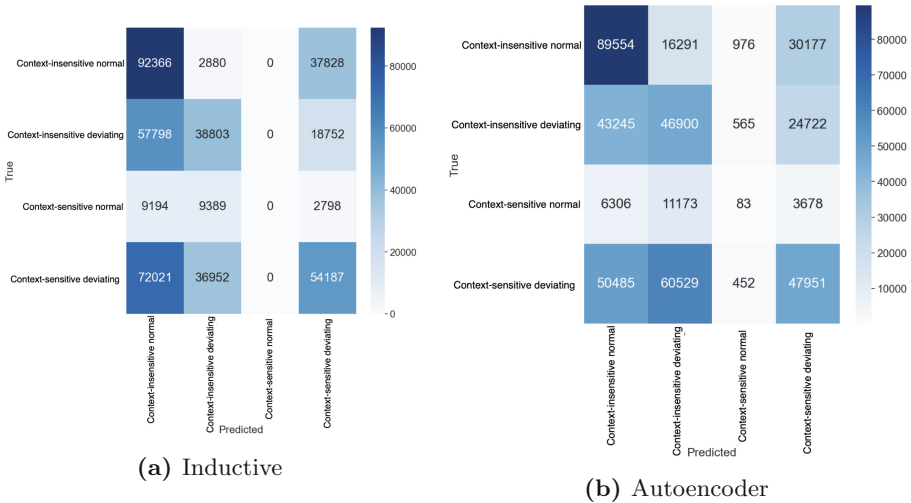 Context-insensitive normal 92366 2880 0 37828
Context-insensitive deviating 57798 38803 0 18752
Context-sensitive normal 9194 9389 0 2798
Context-sensitive deviating 72021 36952 0 54187
True
80000
60000
40000
20000
0
Context-insensitive normal
Context-insensitive deviating
Context-sensitive normal
Context-sensitive deviating
Predicted
(a) Inductive
Context-insensitive normal 89554 16291 976 30177
Context-insensitive deviating 43245 46900 565 24722
Context-sensitive normal 6306 11173 83 3678
Context-sensitive deviating 50485 60529 452 47951
True
80000
70000
60000
50000
40000
30000
20000
10000
Context-insensitive normal
Context-insensitive deviating
Context-sensitive normal
Context-sensitive deviating
Predicted
(b) Autoencoder